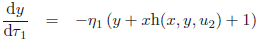 dy/dτ₁ = −η₁ (y + xh(x, y, u₂) + 1)